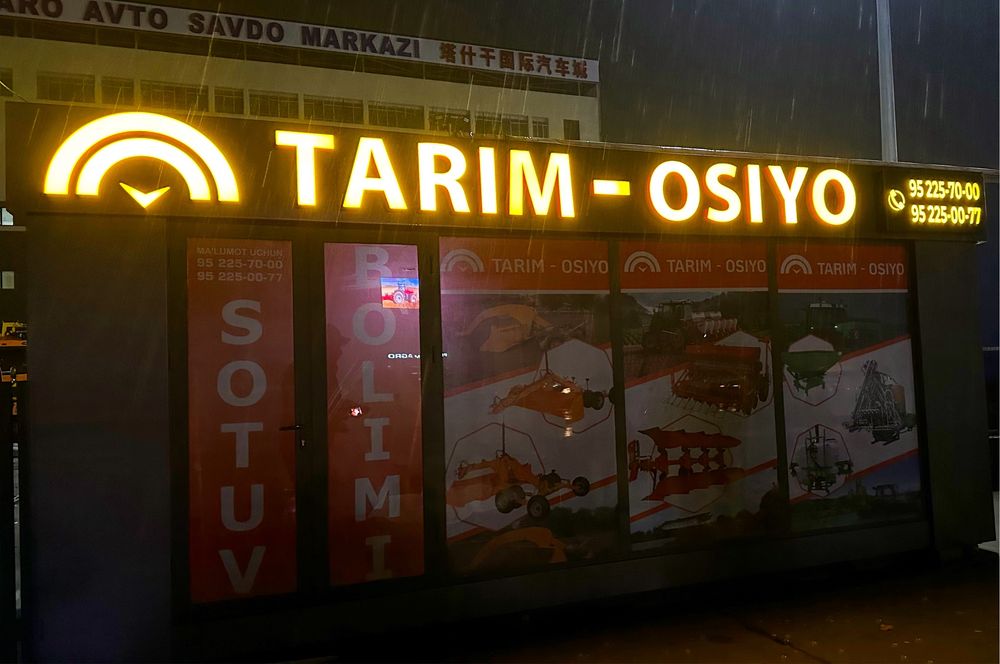 ARO AVTO SAVDO MARKAZI 塔什干国际汽车城
TARIM - OSIYO
95 225-70-00
95 225-00-77
MA'LUMOT UCHUN
95 225-70-00
95 225-00-77
SOTUV
BOLIMI
TARIM - OSIYO
TARIM - OSIYO
TARIM - OSIYO
AGRO